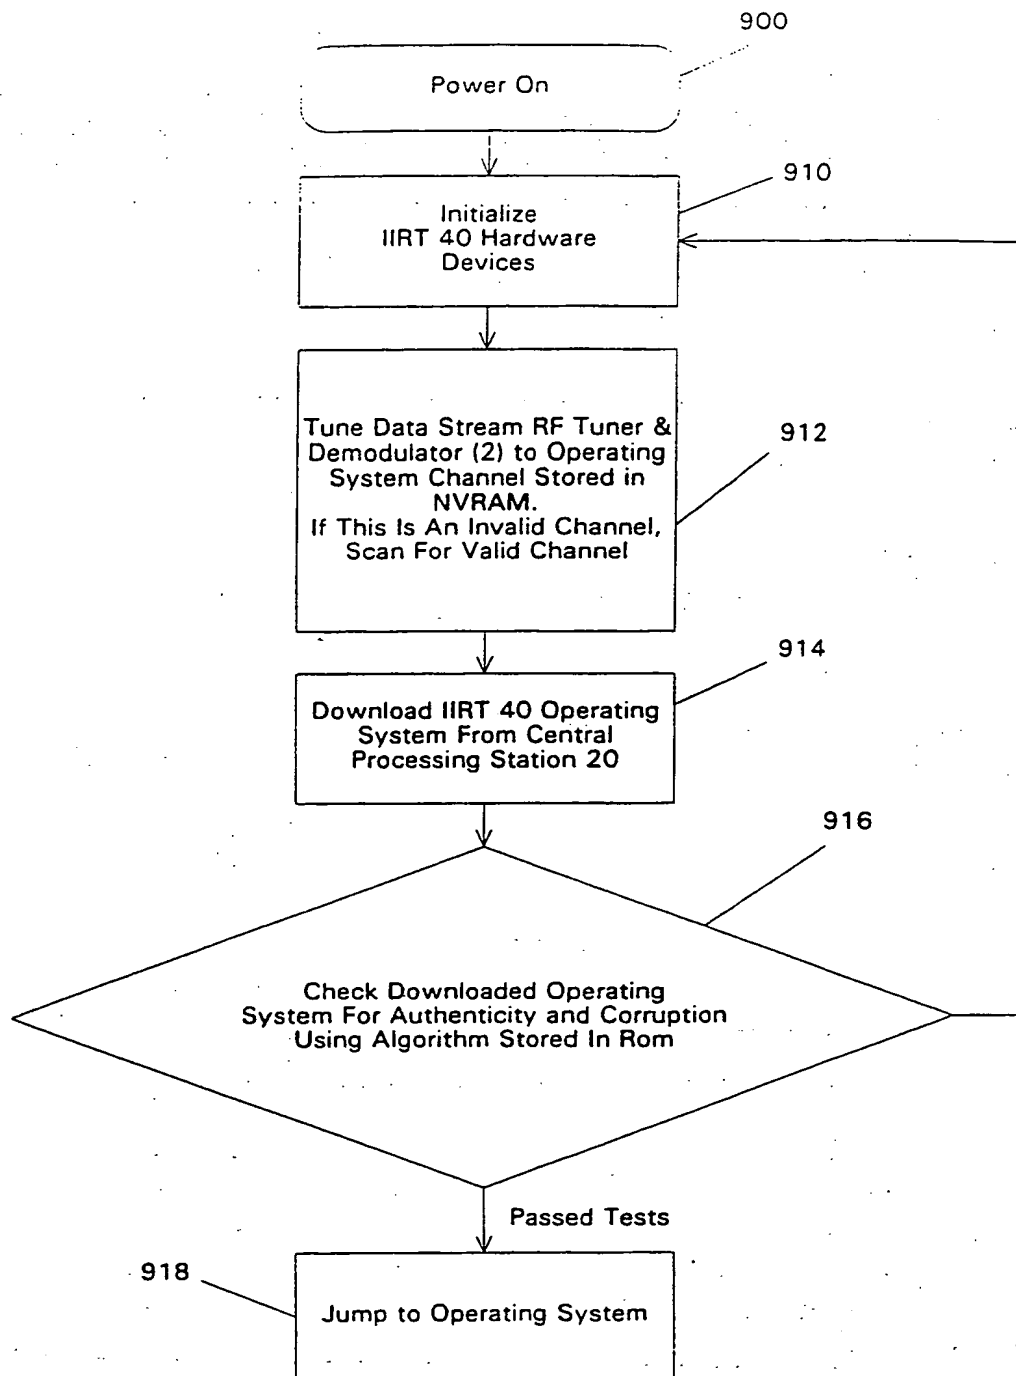 900
Power On
910
Initialize
IIRT 40 Hardware
Devices
Tune Data Stream RF Tuner &
Demodulator (2) to Operating
System Channel Stored in
NVRAM.
If This Is An Invalid Channel,
Scan For Valid Channel
912
914
Download IIRT 40 Operating
System From Central
Processing Station 20
916
Check Downloaded Operating
System For Authenticity and Corruption
Using Algorithm Stored In Rom
Passed Tests
918
Jump to Operating System